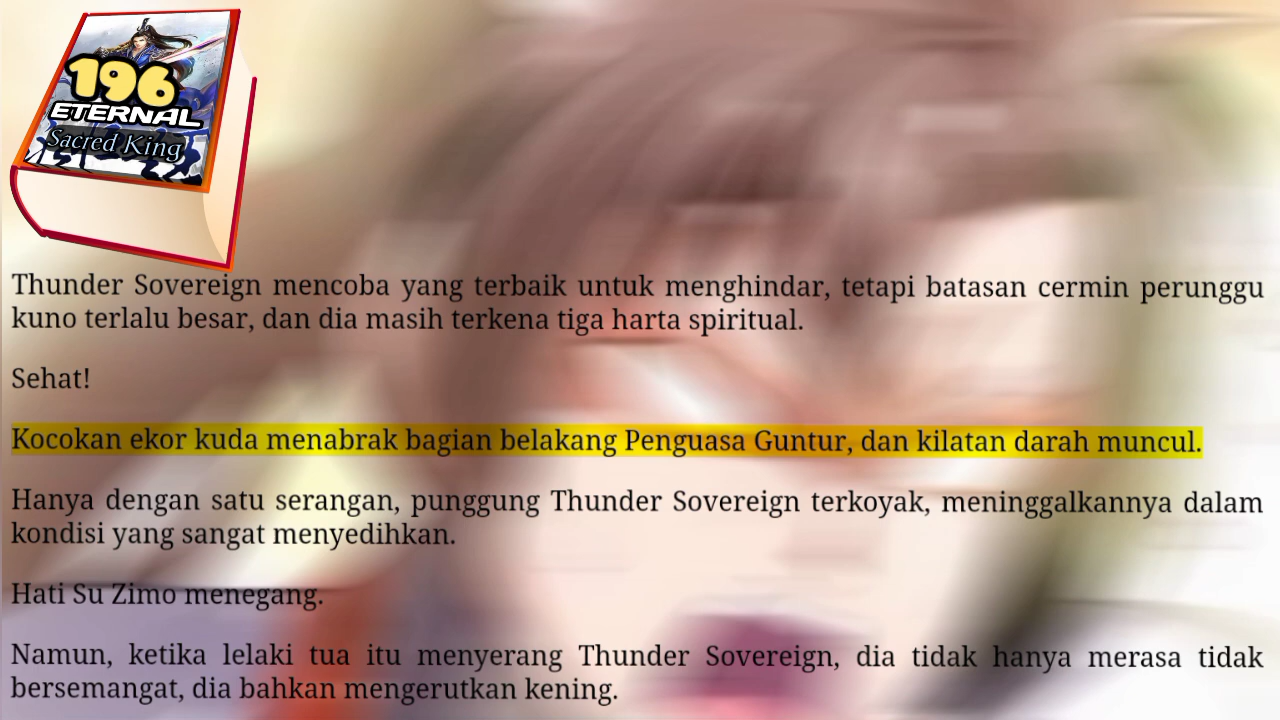 196
ETERNAL
Sacred King
Thunder Sovereign mencoba yang terbaik untuk menghindar, tetapi batasan cermin perunggu
kuno terlalu besar, dan dia masih terkena tiga harta spiritual.
Sehat!
Kocokan ekor kuda menabrak bagian belakang Penguasa Guntur, dan kilatan darah muncul.
Hanya dengan satu serangan, punggung Thunder Sovereign terkoyak, meninggalkannya dalam
kondisi yang sangat menyedihkan.
Hati Su Zimo menegang.
Namun, ketika lelaki tua itu menyerang Thunder Sovereign, dia tidak hanya merasa tidak
bersemangat, dia bahkan mengerutkan kening.